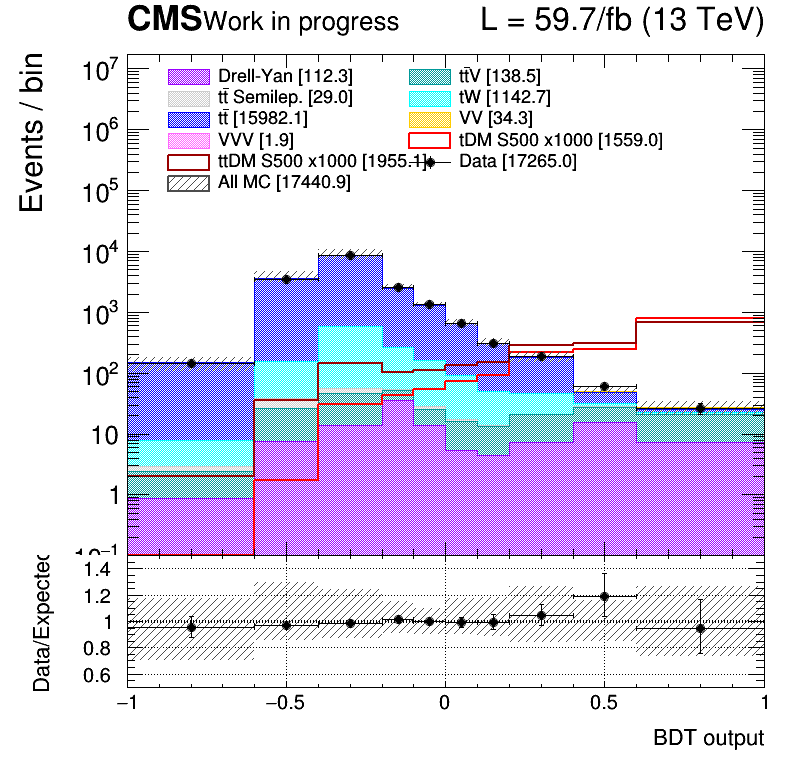 CMS Work in progress L = 59.7/fb (13 TeV)
Events / bin
Drell-Yan [112.3] tt̄V [138.5]
tt̄ Semilep. [29.0] tW [1142.7]
tt̄ [15982.1] VV [34.3]
VVV [1.9] tDM S500 x1000 [1559.0]
ttDM S500 x1000 [1955.1] Data [17265.0]
All MC [17440.9]
10⁷
10⁶
10⁵
10⁴
10³
10²
10
1
10⁻¹
Data/Expected
1.4
1.2
1
0.8
0.6
−1 −0.5 0 0.5 1
BDT output